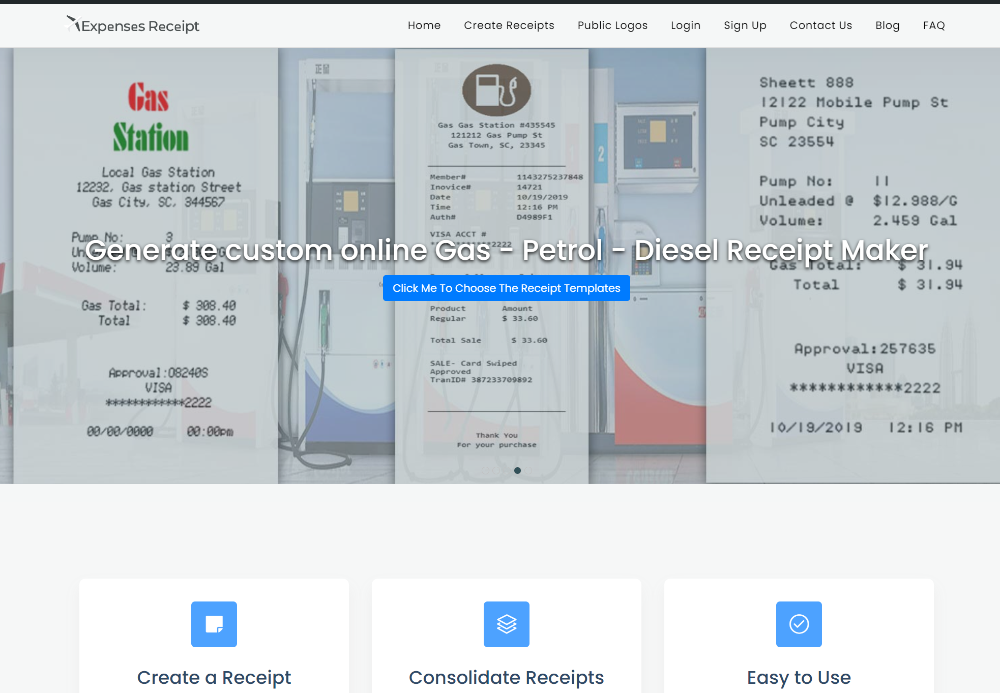 Expenses Receipt
Home
Create Receipts
Public Logos
Login
Sign Up
Contact Us
Blog
FAQ
Gas
Station
Local Gas Station
12232, Gas station Street
Gas City, SC, 344567
Pump No: 3
Volume: 23.89 Gal
Gas Total: $ 308.40
Total $ 308.40
Approval:08240S
VISA
************2222
00/00/0000 00:00pm
Gas Gas Station #435545
121212 Gas Pump St
Gas Town, SC, 23345
Member# 1143275237848
Inovice# 14721
Date 10/19/2019
Time 12:16 PM
Auth# D4989F1
VISA ACCT #
2222
Generate custom online Gas - Petrol - Diesel Receipt Maker
Click Me To Choose The Receipt Templates
Product Amount
Regular $ 33.60
Total Sale $ 33.60
SALE- Card Swiped
Approved
TranID# 387233709892
Thank You
For your purchase
1
2
Sheett 888
12122 Mobile Pump St
Pump City
SC 23554
Pump No: 11
Unleaded @ $12.988/G
Volume: 2.459 Gal
Gas Total: $ 31.94
Total $ 31.94
Approval:257635
VISA
************2222
10/19/2019 12:16 PM
Create a Receipt
Consolidate Receipts
Easy to Use